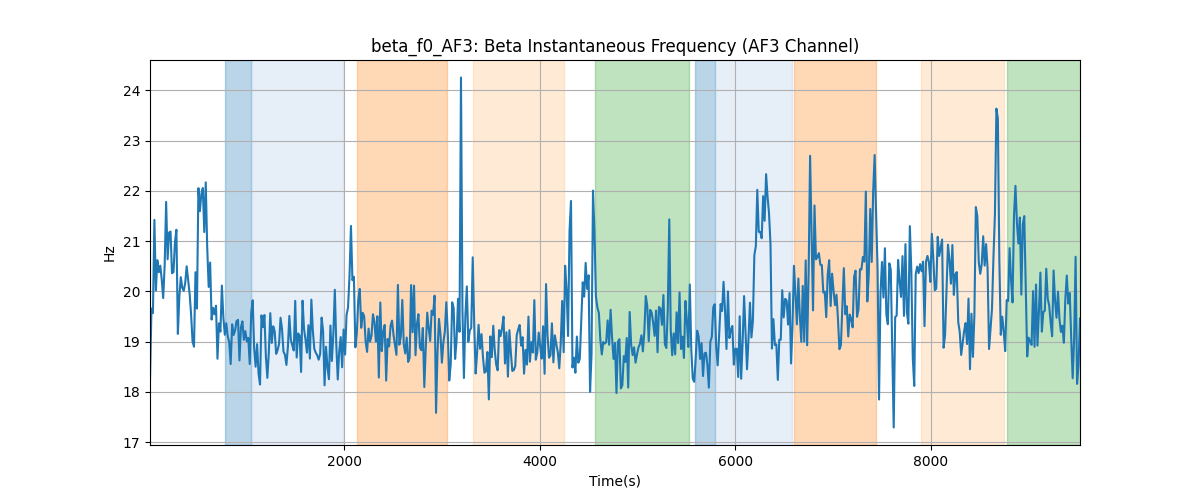 beta_f0_AF3: Beta Instantaneous Frequency (AF3 Channel)
24
23
22
21
20
19
18
17
Hz
2000 4000 6000 8000
Time(s)